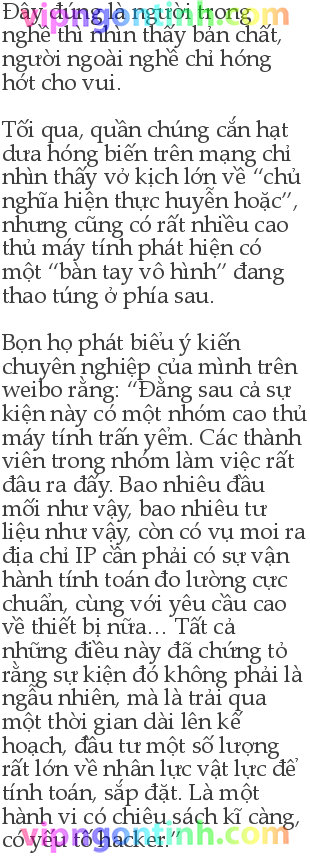 vipngontinh.com
Đây đúng là người trong
nghề thì nhìn thấy bản chất,
người ngoài nghề chỉ hóng
hớt cho vui.
Tối qua, quần chúng cắn hạt
dưa hóng biến trên mạng chỉ
nhìn thấy vở kịch lớn về “chủ
nghĩa hiện thực huyễn hoặc”,
nhưng cũng có rất nhiều cao
thủ máy tính phát hiện có
một “bàn tay vô hình” đang
thao túng ở phía sau.
Bọn họ phát biểu ý kiến
chuyên nghiệp của mình trên
weibo rằng: “Đằng sau cả sự
kiện này có một nhóm cao thủ
máy tính trấn yểm. Các thành
viên trong nhóm làm việc rất
đâu ra đấy. Bao nhiêu đầu
mối như vậy, bao nhiêu tư
liệu như vậy, còn có vụ moi ra
địa chỉ IP cần phải có sự vận
hành tính toán đo lường cực
chuẩn, cùng với yêu cầu cao
về thiết bị nữa… Tất cả
những điều này đã chứng tỏ
rằng sự kiện đó không phải là
ngẫu nhiên, mà là trải qua
một thời gian dài lên kế
hoạch, đầu tư một số lượng
rất lớn về nhân lực vật lực để
tính toán, sắp đặt. Là một
hành vi có chiêu sách kĩ càng,
có yếu tố hacker.”
vipngontinh.com